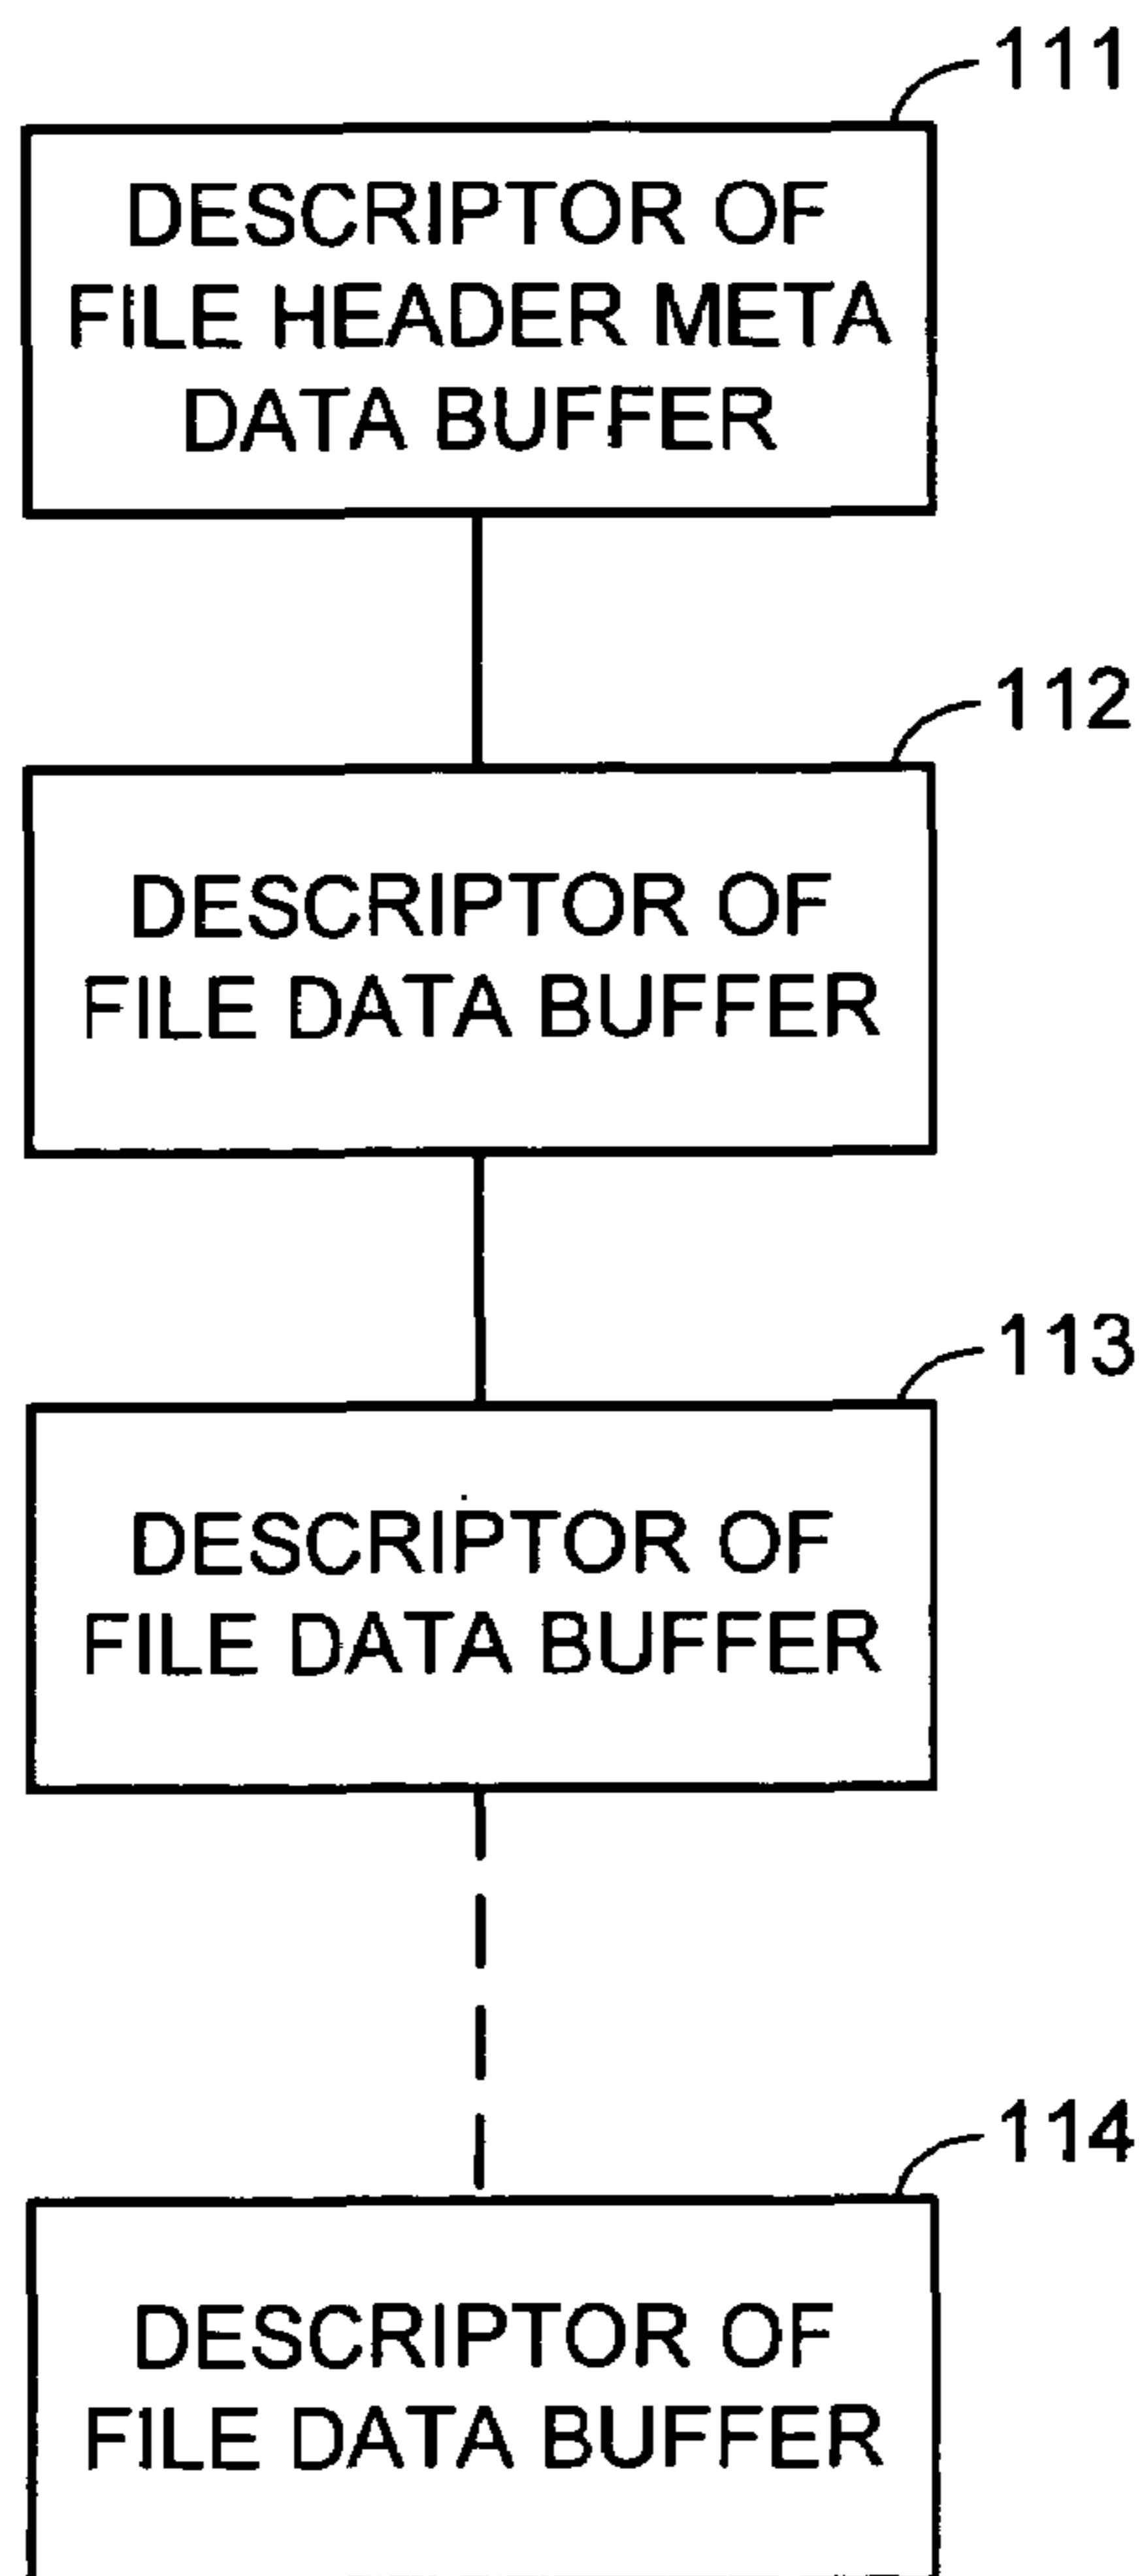 111
DESCRIPTOR OF
FILE HEADER META
DATA BUFFER
112
DESCRIPTOR OF
FILE DATA BUFFER
113
DESCRIPTOR OF
FILE DATA BUFFER
114
DESCRIPTOR OF
FILE DATA BUFFER